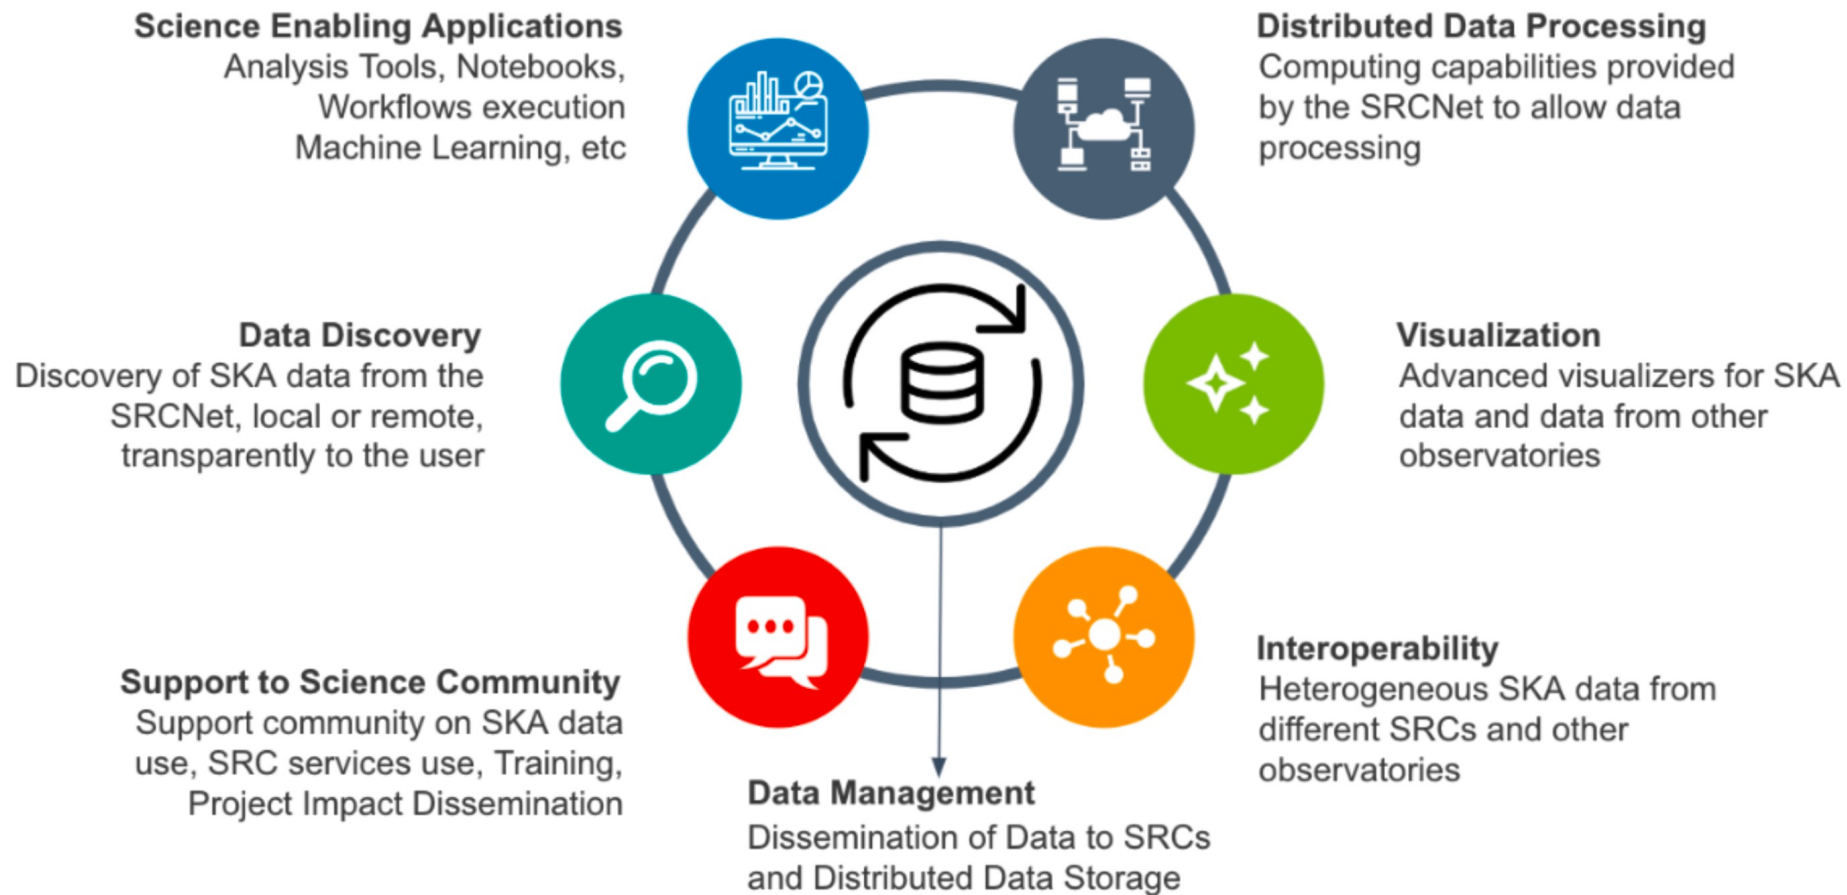 Science Enabling Applications
Analysis Tools, Notebooks,
Workflows execution
Machine Learning, etc
Distributed Data Processing
Computing capabilities provided
by the SRCNet to allow data
processing
Data Discovery
Discovery of SKA data from the
SRCNet, local or remote,
transparently to the user
Visualization
Advanced visualizers for SKA
data and data from other
observatories
Support to Science Community
Support community on SKA data
use, SRC services use, Training,
Project Impact Dissemination
Interoperability
Heterogeneous SKA data from
different SRCs and other
observatories
Data Management
Dissemination of Data to SRCs
and Distributed Data Storage